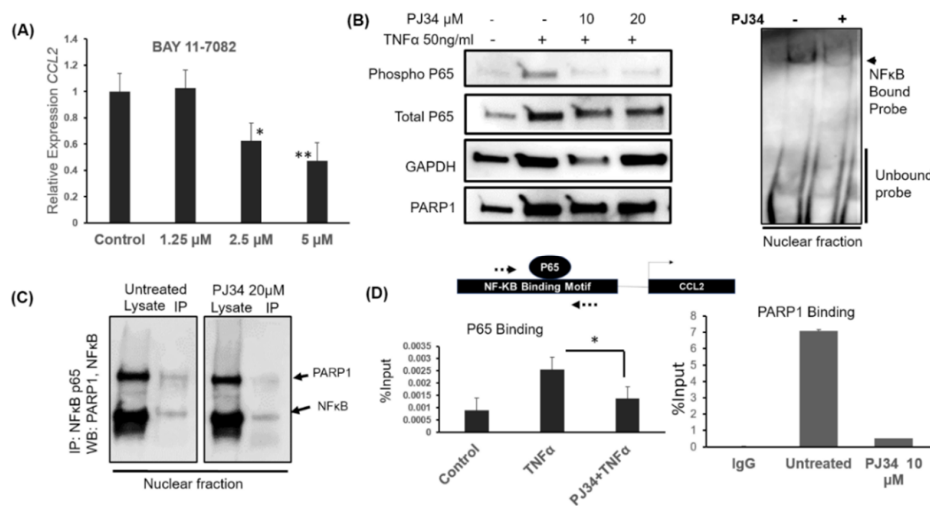 (A)
BAY 11-7082
Relative Expression CCL2
1.4
1.2
1
0.8
0.6
0.4
0.2
0
*
**
Control 1.25 µM 2.5 µM 5 µM
(B)
PJ34 µM - - 10 20
TNFα 50ng/ml - + + +
Phospho P65
Total P65
GAPDH
PARP1
PJ34 - +
NFκB
Bound
Probe
Unbound
probe
Nuclear fraction
(C)
Untreated PJ34 20µM
Lysate IP Lysate IP
IP: NFκB p65
WB: PARP1, NFκB
PARP1
NFκB
Nuclear fraction
(D)
P65
NF-KB Binding Motif CCL2
P65 Binding
%Input
0.0035
0.003
0.0025
0.002
0.0015
0.001
0.0005
0
*
Control
TNFα
PJ34+TNFα
PARP1 Binding
%Input
8
7
6
5
4
3
2
1
0
IgG Untreated PJ34 10
µM